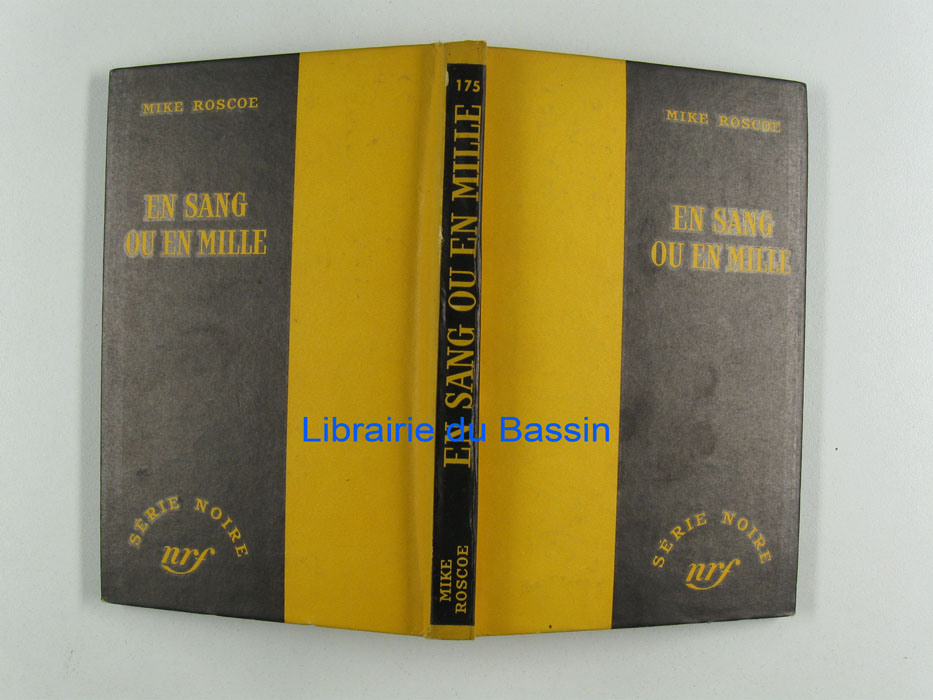 MIKE ROSCOE
EN SANG
OU EN MILLE
SÉRIE NOIRE
nrf
175
EN SANG OU EN MILLE
MIKE
ROSCOE
MIKE ROSCOE
EN SANG
OU EN MILLE
SÉRIE NOIRE
nrf
Librairie du Bassin